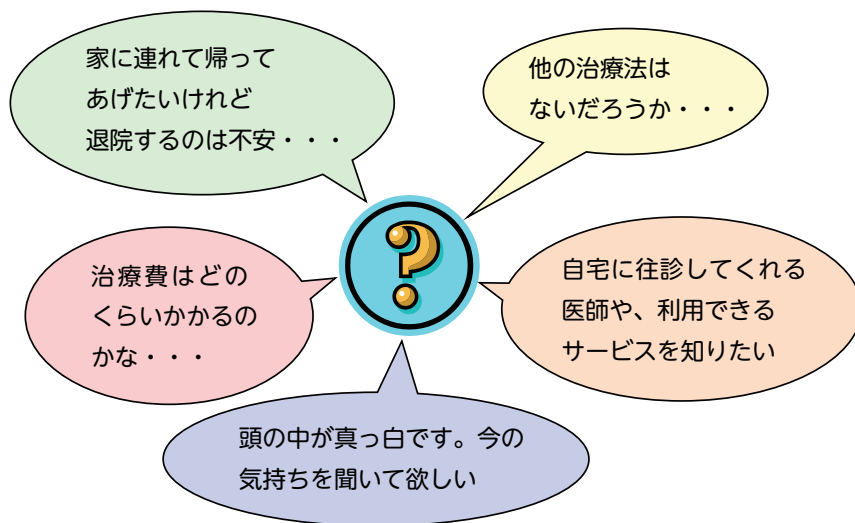 家に連れて帰って
あげたいけれど
退院するのは不安・・・
他の治療法は
ないだろうか・・・
治療費はどの
くらいかかるの
かな・・・
?
自宅に往診してくれる
医師や、利用できる
サービスを知りたい
頭の中が真っ白です。今の
気持ちを聞いて欲しい